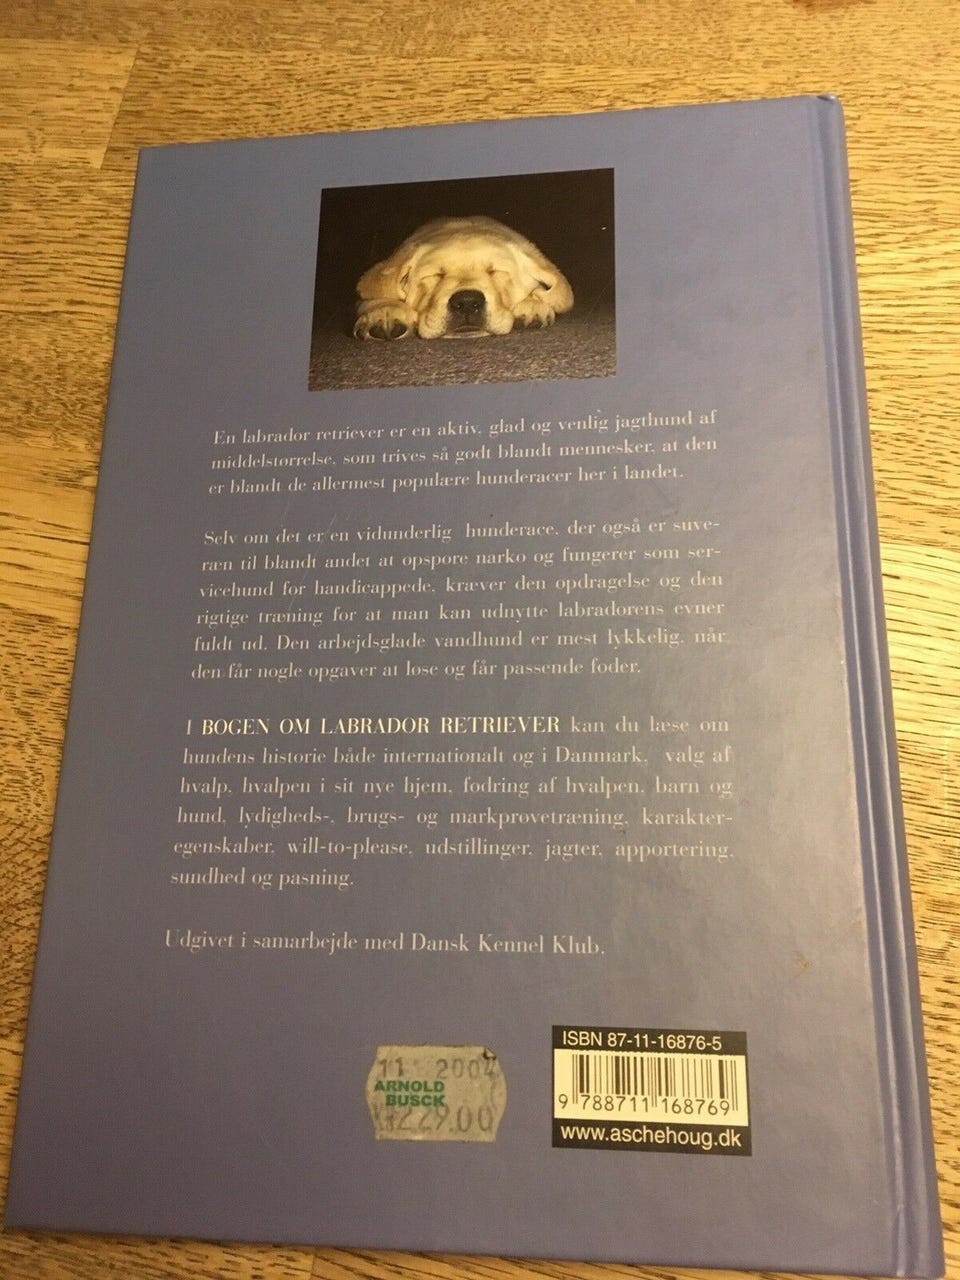 En labrador retriever er en aktiv, glad og venlig jagthund af
middelstørrelse, som trives så godt blandt mennesker, at den
er blandt de allermest populære hunderacer her i landet.
Selv om det er en vidunderlig hunderace, der også er suve-
ræn til blandt andet at opspore narko og fungerer som ser-
vicehund for handicappede, kræver den opdragelse og den
rigtige træning for at man kan udnytte labradorens evner
fuldt ud. Den arbejdsglade vandhund er mest lykkelig, når
den får nogle opgaver at løse og får passende foder.
I BOGEN OM LABRADOR RETRIEVER kan du læse om
hundens historie både internationalt og i Danmark, valg af
hvalp, hvalpen i sit nye hjem, fodring af hvalpen, barn og
hund, lydigheds-, brugs- og markprøvetræning, karakter-
egenskaber, will-to-please, udstillinger, jagter, apportering,
sundhed og pasning.
Udgivet i samarbejde med Dansk Kennel Klub.
11 2004
ARNOLD
BUSCK
229.00
ISBN 87-11-16876-5
9 788711 168769
www.aschehoug.dk